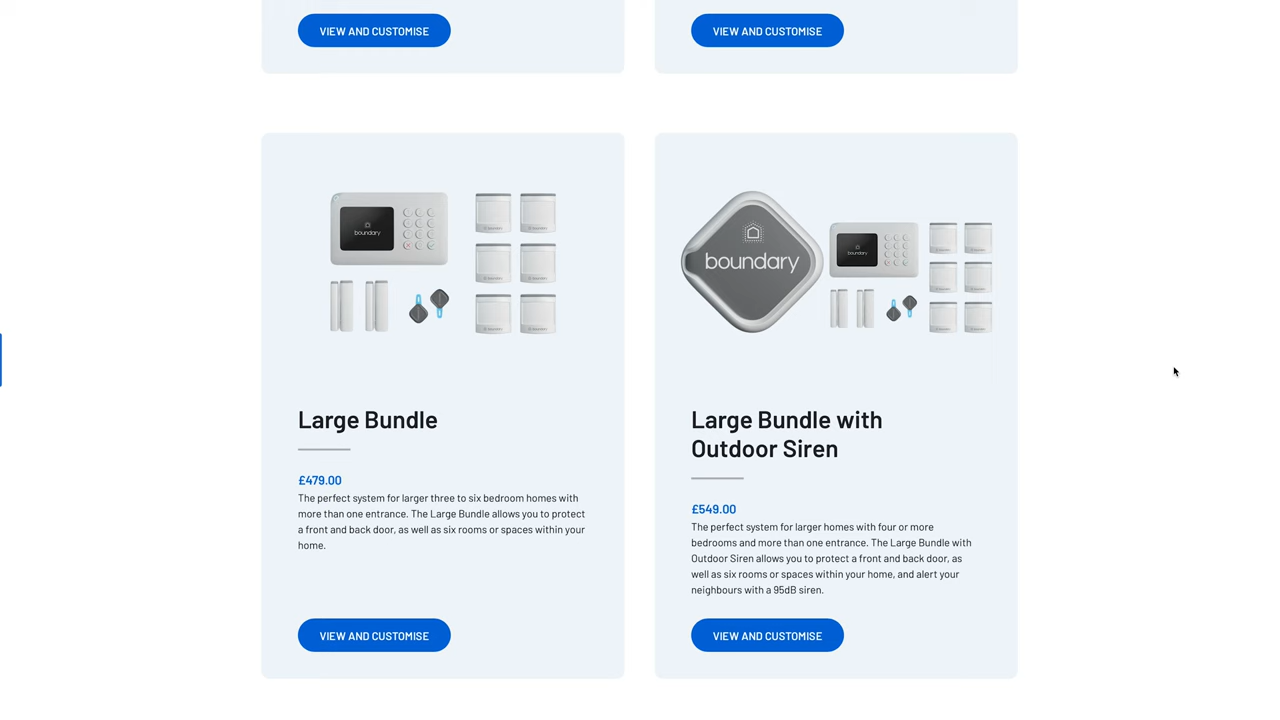 VIEW AND CUSTOMISE
VIEW AND CUSTOMISE
boundary
boundary
boundary
Large Bundle
£479.00
The perfect system for larger three to six bedroom homes with
more than one entrance. The Large Bundle allows you to protect
a front and back door, as well as six rooms or spaces within your
home.
VIEW AND CUSTOMISE
Large Bundle with
Outdoor Siren
£549.00
The perfect system for larger homes with four or more
bedrooms and more than one entrance. The Large Bundle with
Outdoor Siren allows you to protect a front and back door, as
well as six rooms or spaces within your home, and alert your
neighbours with a 95dB siren.
VIEW AND CUSTOMISE